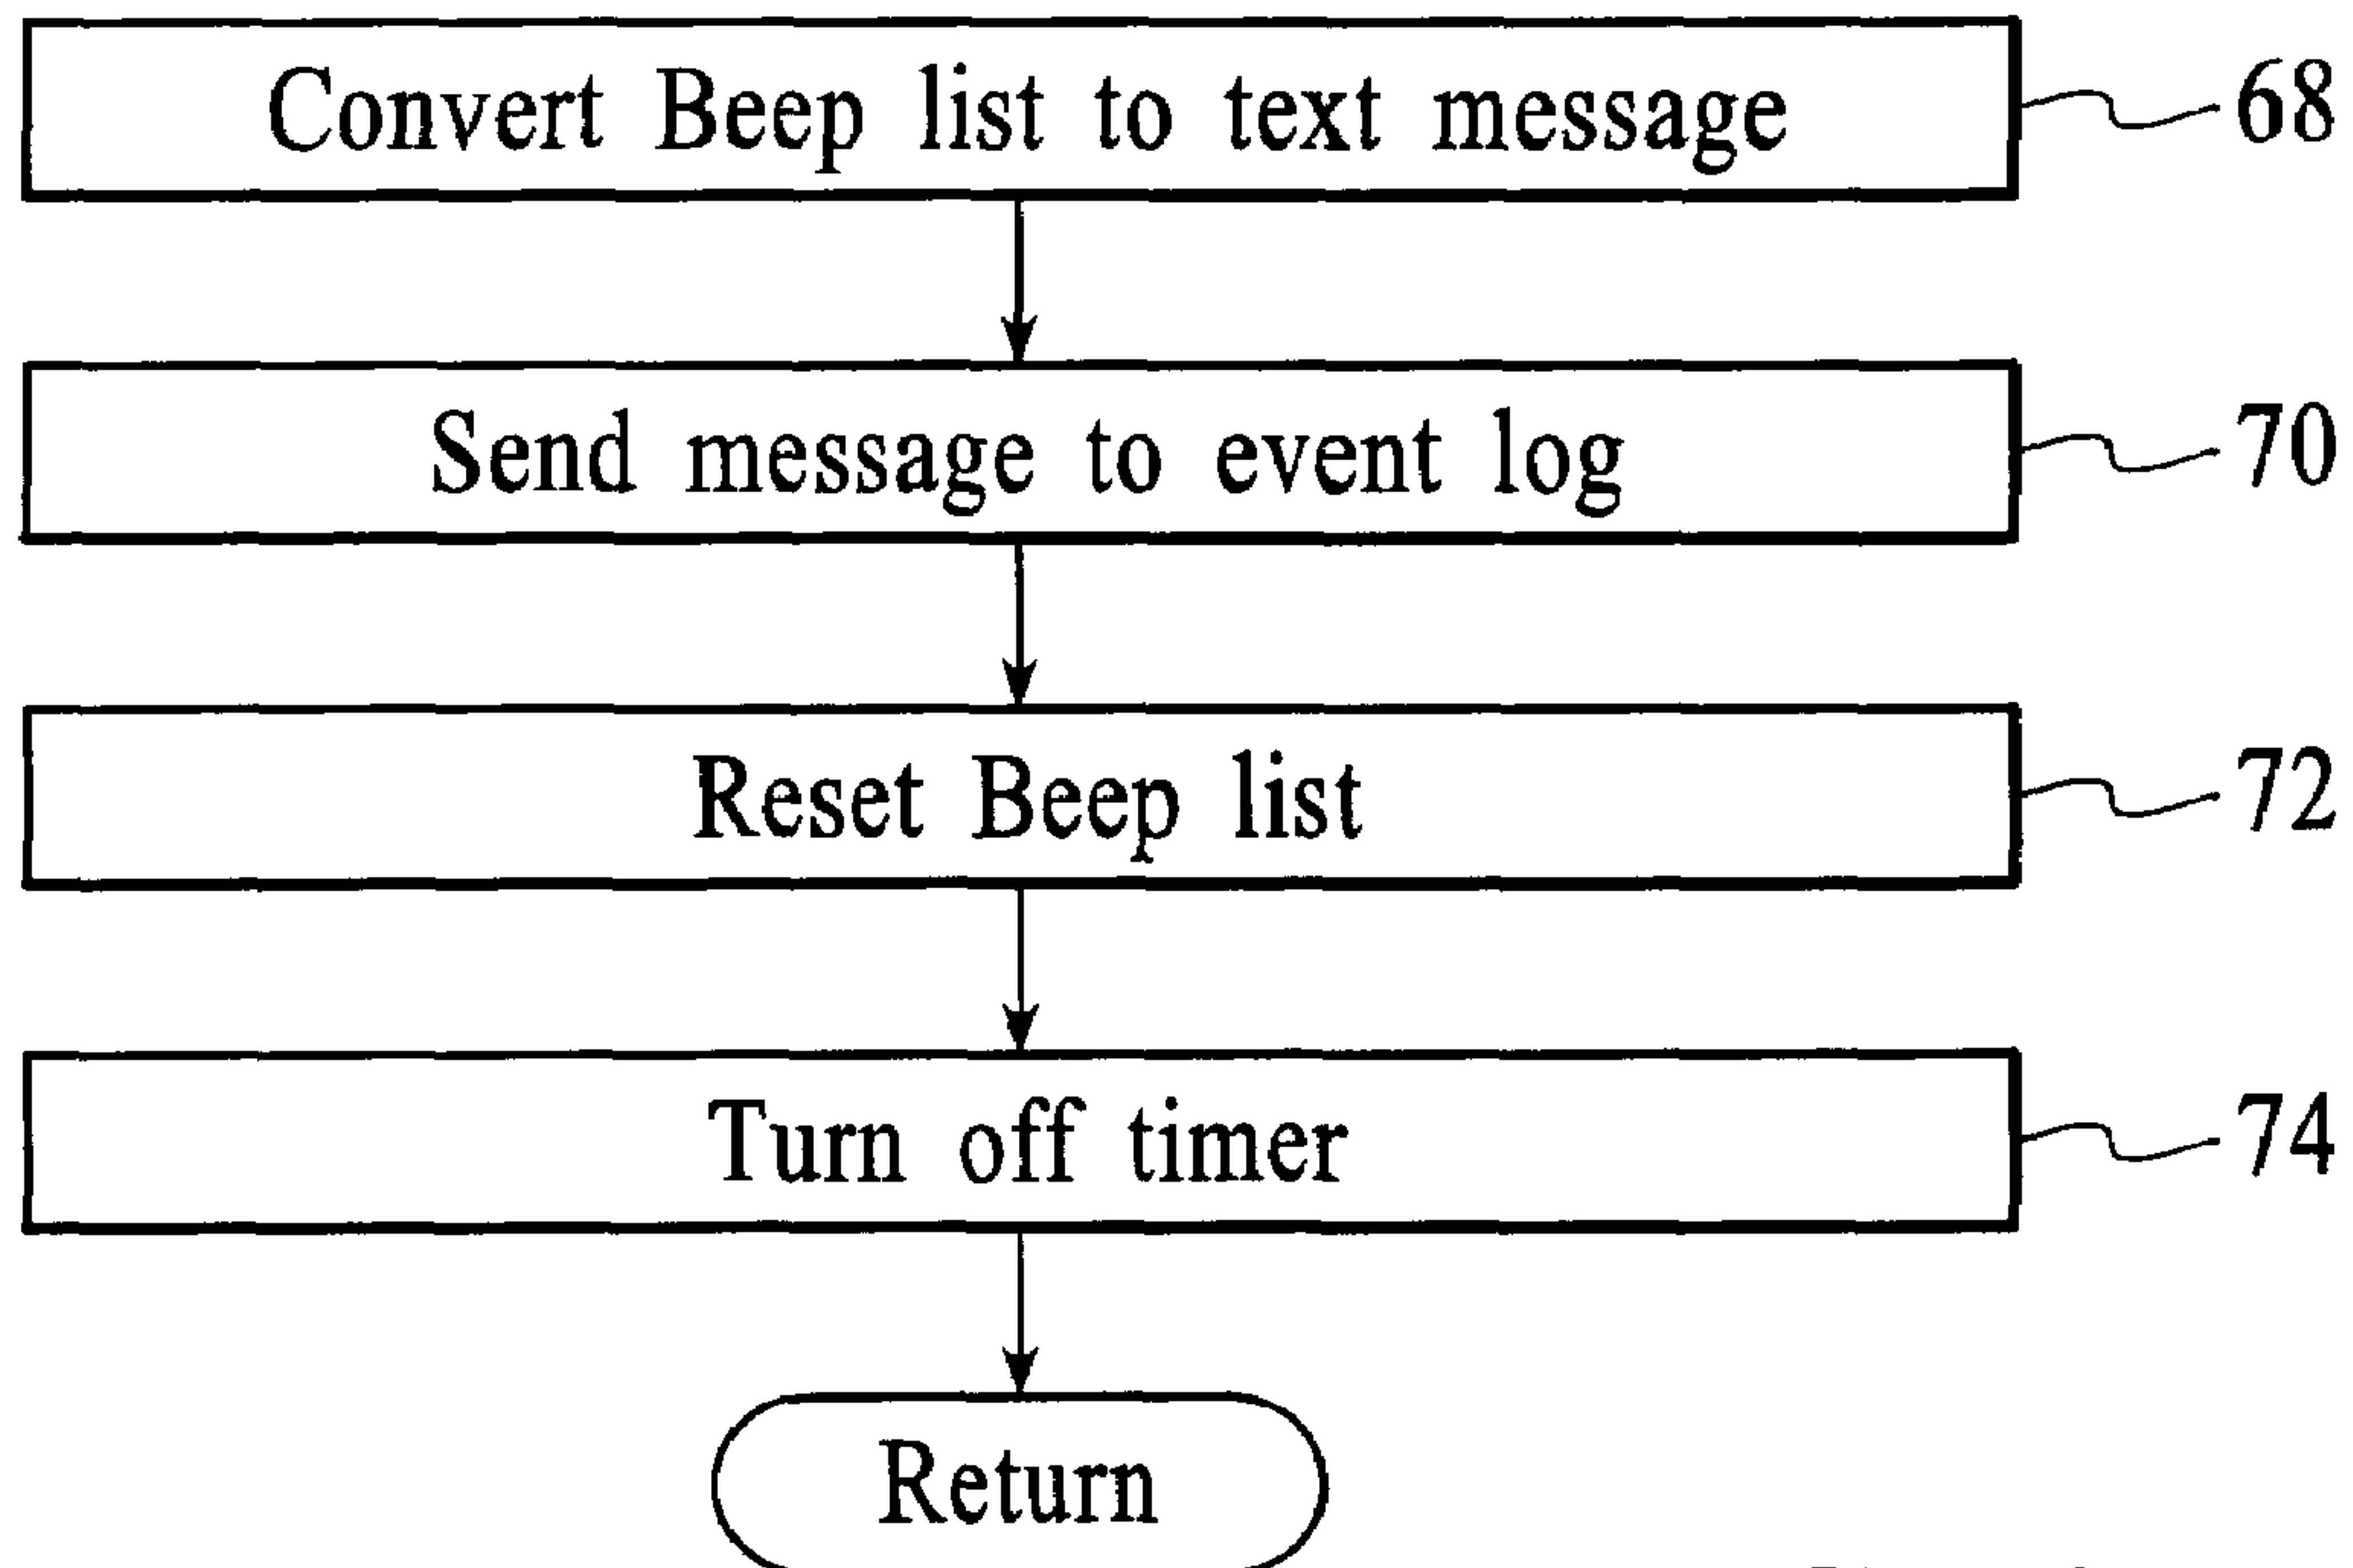 Convert Beep list to text message
68
Send message to event log
70
Reset Beep list
72
Turn off timer
74
Return